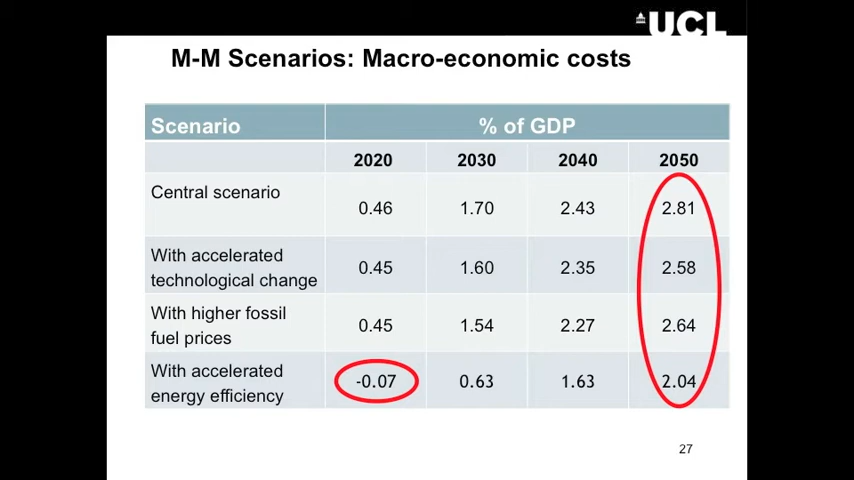 UCL
M-M Scenarios: Macro-economic costs
Scenario % of GDP
2020 2030 2040 2050
Central scenario 0.46 1.70 2.43 2.81
With accelerated
technological change 0.45 1.60 2.35 2.58
With higher fossil
fuel prices 0.45 1.54 2.27 2.64
With accelerated
energy efficiency -0.07 0.63 1.63 2.04
27